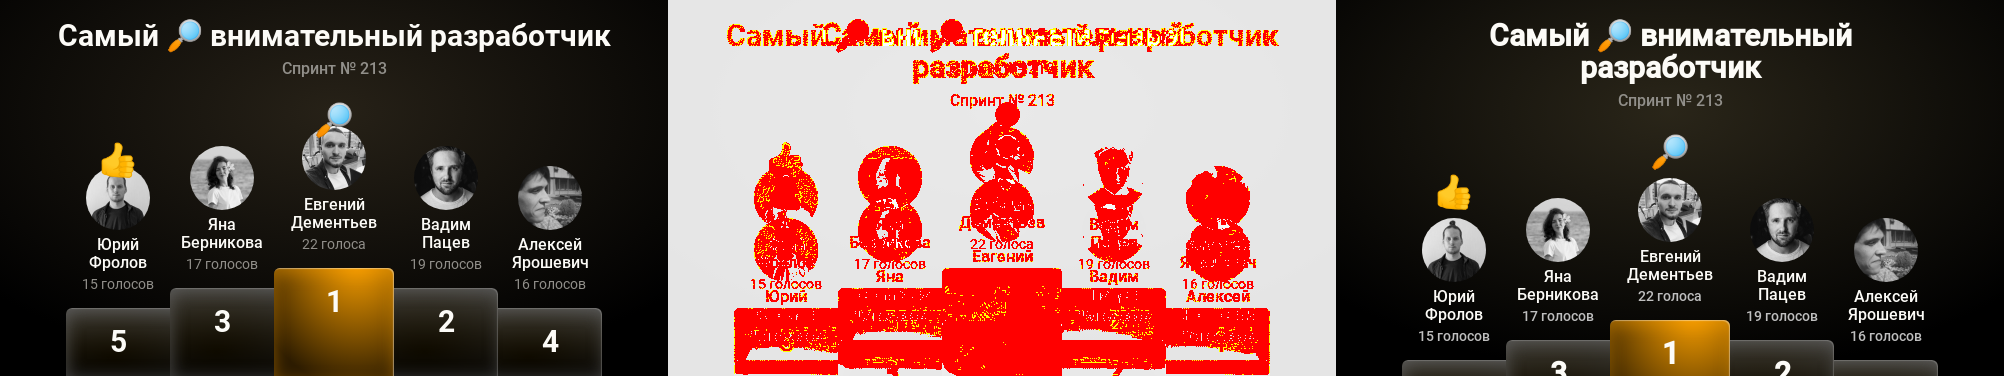 Самый 🔎 внимательный разработчик
Спринт № 213
Евгений
Дементьев
22 голоса
Яна
Берникова
17 голосов
Вадим
Пацев
19 голосов
Юрий
Фролов
15 голосов
Алексей
Ярошевич
16 голосов
5
3
1
2
4
разработчик
Спринт № 213
22 голоса
Евгений
17 голосов
Яна
19 голосов
Вадим
15 голосов
Юрий
16 голосов
Алексей
Самый 🔎 внимательный
разработчик
Спринт № 213
Евгений
Дементьев
22 голоса
Яна
Берникова
17 голосов
Вадим
Пацев
19 голосов
Юрий
Фролов
15 голосов
Алексей
Ярошевич
16 голосов
3
1
2